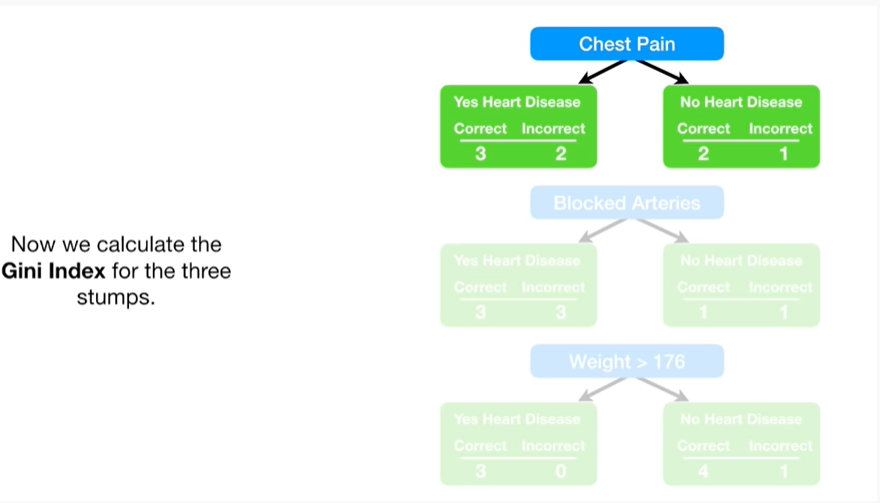 Chest Pain
Yes Heart Disease No Heart Disease
Correct Incorrect Correct Incorrect
3 2 2 1
Blocked Arteries
Now we calculate the
Gini Index for the three
stumps.
Yes Heart Disease No Heart Disease
Correct Incorrect Correct Incorrect
3 3 1 1
Weight > 176
Yes Heart Disease No Heart Disease
Correct Incorrect Correct Incorrect
3 0 4 1